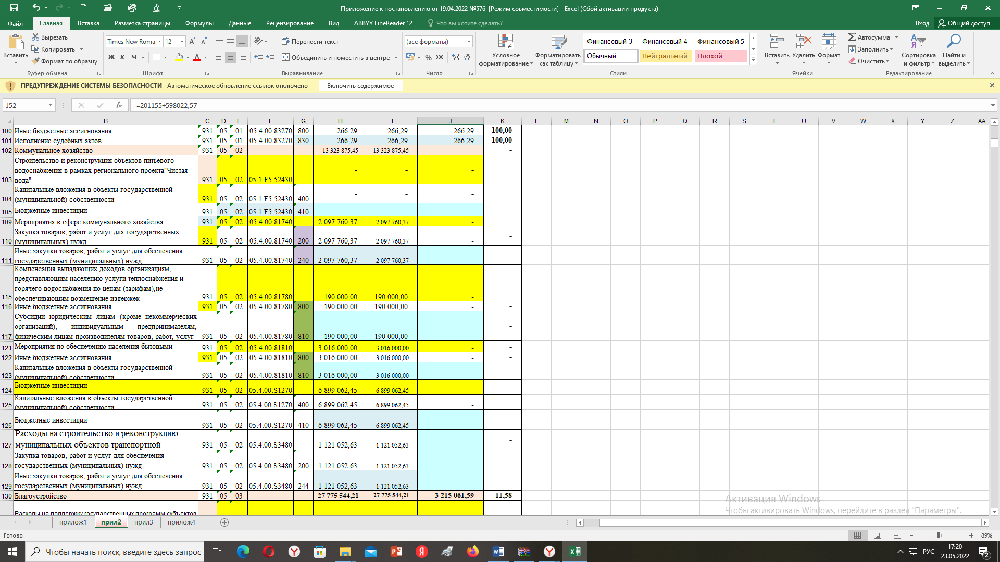 Приложение к постановлению от 19.04.2022 №576  [Режим совместимости] - Excel (Сбой активации продукта)
Файл Главная Вставка Разметка страницы Формулы Данные Рецензирование Вид ABBYY FineReader 12 Что вы хотите сделать? Вход Общий доступ
Вставить
Вырезать
Копировать
Формат по образцу
Буфер обмена
Times New Roma 12
Ж К Ч
Шрифт
Перенести текст
Объединить и поместить в центре
Выравнивание
(все форматы)
% 000
Число
Условное форматирование
Форматировать как таблицу
Финансовый 3 Финансовый 4 Финансовый 5
Обычный Нейтральный Плохой
Стили
Вставить Удалить Формат
Ячейки
Автосумма
Заполнить
Очистить
Сортировка и фильтр
Найти и выделить
Редактирование
ПРЕДУПРЕЖДЕНИЕ СИСТЕМЫ БЕЗОПАСНОСТИ Автоматическое обновление ссылок отключено Включить содержимое
J52 fx =201155+598022,57
B C D E F G H I J K L M N O P Q R S T U V W X Y Z AA
100 Иные бюджетные ассигнования 931 05 01 05.4.00.83270 800 266,29 266,29 266,29 100,00
101 Исполнение судебных актов 931 05 01 05.4.00.83270 830 266,29 266,29 266,29 100,00
102 Коммунальное хозяйство 931 05 02 13 323 875,45 13 323 875,45 - -
Строительство и реконструкция объектов питьевого
водоснабжения в рамках регионального проекта"Чистая
103 вода" 931 05 02 05.1.F5.52430 - - -
Капитальные вложения в объекты государственной
104 (муниципальной) собственности 931 05 02 05.1.F5.52430 400 - - -
105 Бюджетные инвестиции 931 05 02 05.1.F5.52430 410
109 Мероприятия в сфере коммунального хозяйства 931 05 02 05.4.00.81740 2 097 760,37 2 097 760,37 - -
Закупка товаров, работ и услуг для государственных
110 (муниципальных) нужд 931 05 02 05.4.00.81740 200 2 097 760,37 2 097 760,37 - -
Иные закупки товаров, работ и услуг для обеспечения
111 государственных (муниципальных) нужд 931 05 02 05.4.00.81740 240 2 097 760,37 2 097 760,37 -
Компенсация выпадающих доходов организациям,
представляющим населению услуги теплоснабжения и
горячего водоснабжения по ценам (тарифам),не
115 обеспечивающим возмещение издержек 931 05 02 05.4.00.81780 190 000,00 190 000,00 - -
116 Иные бюджетные ассигнования 931 05 02 05.4.00.81780 800 190 000,00 190 000,00 - -
Субсидии юридическим лицам (кроме некоммерческих
организаций), индивидуальным предпринимателям,
117 физическим лицам-производителям товаров, работ, услуг 931 05 02 05.4.00.81780 810 190 000,00 190 000,00 -
121 Мероприятия по обеспечению населения бытовыми 931 05 02 05.4.00.81810 3 016 000,00 3 016 000,00 - -
122 Иные бюджетные ассигнования 931 05 02 05.4.00.81810 800 3 016 000,00 3 016 000,00 - -
Капитальные вложения в объекты государственной
123 (муниципальной) собственности 931 05 02 05.4.00.81810 810 3 016 000,00 3 016 000,00 -
124 Бюджетные инвестиции 931 05 02 05.4.00.S1270 6 899 062,45 6 899 062,45 - -
Капитальные вложения в объекты государственной
125 (муниципальной) собственности 931 05 02 05.4.00.S1270 400 6 899 062,45 6 899 062,45 - -
126 Бюджетные инвестиции 931 05 02 05.4.00.S1270 410 6 899 062,45 6 899 062,45 -
Расходы на строительство и реконструкцию
127 муниципальных объектов транспортной 931 05 02 05.4.00.S3480 1 121 052,63 1 121 052,63 -
Закупка товаров, работ и услуг для обеспечения
128 государственных (муниципальных) нужд 931 05 02 05.4.00.S3480 200 1 121 052,63 1 121 052,63 -
Иные закупки товаров, работ и услуг для обеспечения
129 государственных (муниципальных) нужд 931 05 02 05.4.00.S3480 244 1 121 052,63 1 121 052,63 -
130 Благоустройство 931 05 03 27 775 544,21 27 775 544,21 3 215 061,59 11,58
Расходы на поддержку государственных программ субъектов
Активация Windows
Чтобы активировать Windows, перейдите в раздел "Параметры".
прилож1 прил2 прил3 прилож4
Готово 89%
Чтобы начать поиск, введите здесь запрос
РУС 17:20
23.05.2022 2